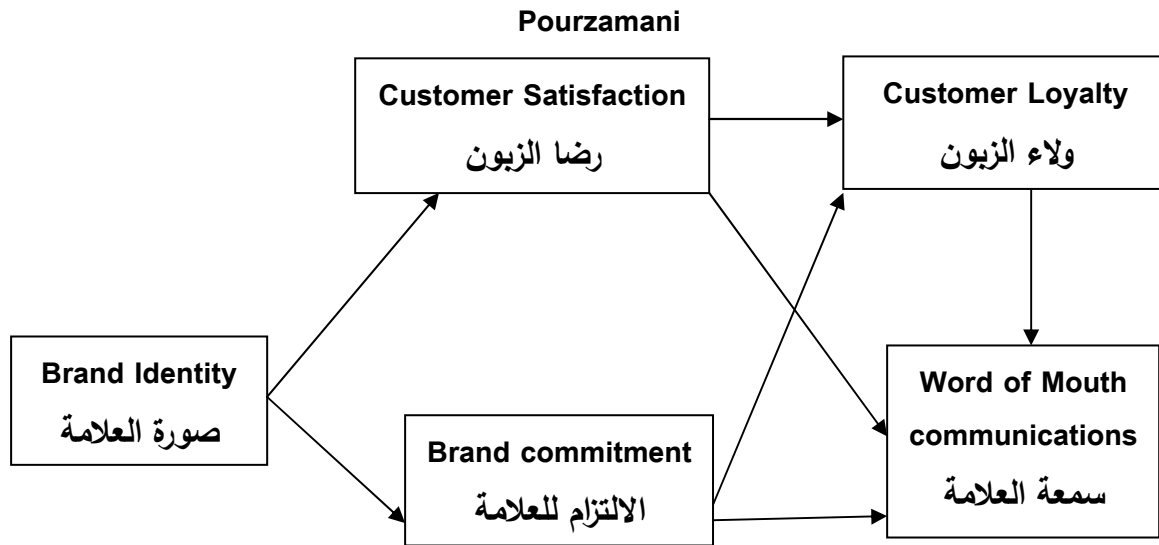 Pourzamani
Customer Satisfaction
رضا الزبون
Customer Loyalty
ولاء الزبون
Brand Identity
صورة العلامة
Brand commitment
الالتزام للعلامة
Word of Mouth
communications
سمعة العلامة